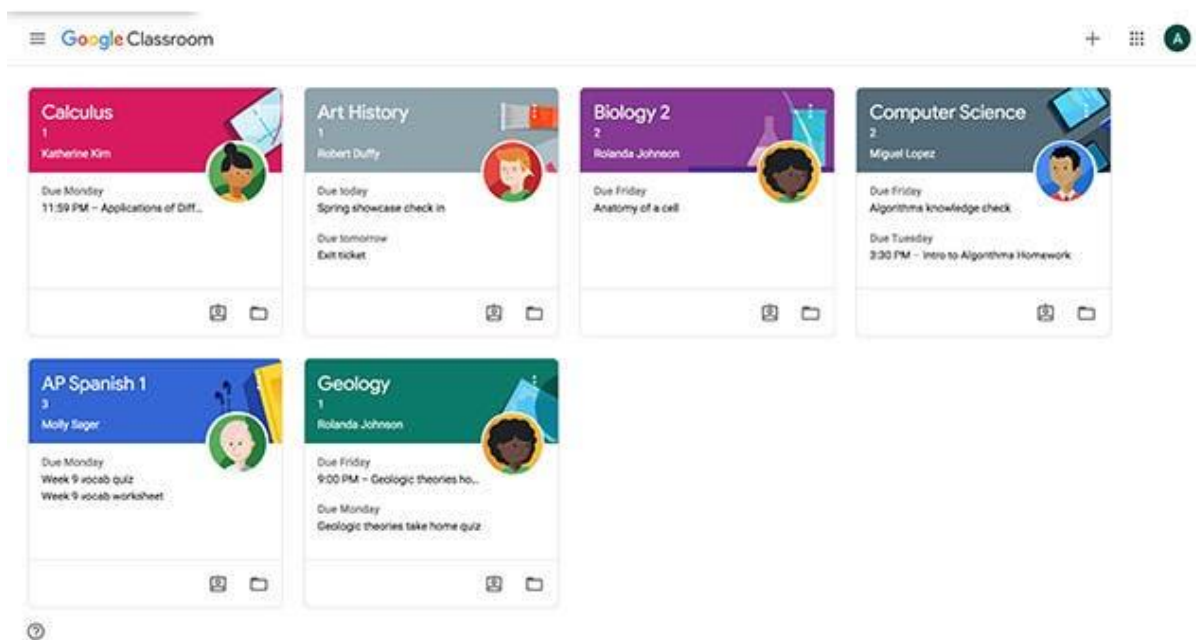 Google Classroom
A
Calculus
1
Katherine Kim
Due Monday
11:59 PM – Applications of Diff...
Art History
1
Robert Duffy
Due today
Spring showcase check in
Due tomorrow
Exit ticket
Biology 2
2
Rolanda Johnson
Due Friday
Anatomy of a cell
Computer Science
2
Miguel Lopez
Due Friday
Algorithms knowledge check
Due Tuesday
3:30 PM – Intro to Algorithms Homework
AP Spanish 1
3
Molly Sager
Due Monday
Week 9 vocab quiz
Week 9 vocab worksheet
Geology
1
Rolanda Johnson
Due Friday
9:00 PM – Geologic theories ho...
Due Monday
Geologic theories take home quiz
?